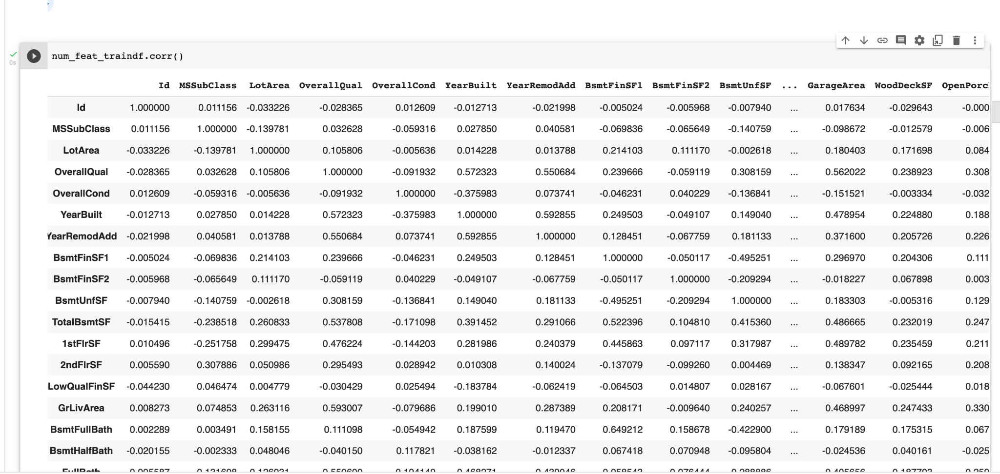 num_feat_traindf.corr()
0s
Id MSSubClass LotArea OverallQual OverallCond YearBuilt YearRemodAdd BsmtFinSF1 BsmtFinSF2 BsmtUnfSF ... GarageArea WoodDeckSF OpenPorc
Id 1.000000 0.011156 -0.033226 -0.028365 0.012609 -0.012713 -0.021998 -0.005024 -0.005968 -0.007940 ... 0.017634 -0.029643 -0.000
MSSubClass 0.011156 1.000000 -0.139781 0.032628 -0.059316 0.027850 0.040581 -0.069836 -0.065649 -0.140759 ... -0.098672 -0.012579 -0.006
LotArea -0.033226 -0.139781 1.000000 0.105806 -0.005636 0.014228 0.013788 0.214103 0.111170 -0.002618 ... 0.180403 0.171698 0.084
OverallQual -0.028365 0.032628 0.105806 1.000000 -0.091932 0.572323 0.550684 0.239666 -0.059119 0.308159 ... 0.562022 0.238923 0.308
OverallCond 0.012609 -0.059316 -0.005636 -0.091932 1.000000 -0.375983 0.073741 -0.046231 0.040229 -0.136841 ... -0.151521 -0.003334 -0.032
YearBuilt -0.012713 0.027850 0.014228 0.572323 -0.375983 1.000000 0.592855 0.249503 -0.049107 0.149040 ... 0.478954 0.224880 0.188
YearRemodAdd -0.021998 0.040581 0.013788 0.550684 0.073741 0.592855 1.000000 0.128451 -0.067759 0.181133 ... 0.371600 0.205726 0.226
BsmtFinSF1 -0.005024 -0.069836 0.214103 0.239666 -0.046231 0.249503 0.128451 1.000000 -0.050117 -0.495251 ... 0.296970 0.204306 0.111
BsmtFinSF2 -0.005968 -0.065649 0.111170 -0.059119 0.040229 -0.049107 -0.067759 -0.050117 1.000000 -0.209294 ... -0.018227 0.067898 0.003
BsmtUnfSF -0.007940 -0.140759 -0.002618 0.308159 -0.136841 0.149040 0.181133 -0.495251 -0.209294 1.000000 ... 0.183303 -0.005316 0.129
TotalBsmtSF -0.015415 -0.238518 0.260833 0.537808 -0.171098 0.391452 0.291066 0.522396 0.104810 0.415360 ... 0.486665 0.232019 0.247
1stFlrSF 0.010496 -0.251758 0.299475 0.476224 -0.144203 0.281986 0.240379 0.445863 0.097117 0.317987 ... 0.489782 0.235459 0.211
2ndFlrSF 0.005590 0.307886 0.050986 0.295493 0.028942 0.010308 0.140024 -0.137079 -0.099260 0.004469 ... 0.138347 0.092165 0.208
LowQualFinSF -0.044230 0.046474 0.004779 -0.030429 0.025494 -0.183784 -0.062419 -0.064503 0.014807 0.028167 ... -0.067601 -0.025444 0.018
GrLivArea 0.008273 0.074853 0.263116 0.593007 -0.079686 0.199010 0.287389 0.208171 -0.009640 0.240257 ... 0.468997 0.247433 0.330
BsmtFullBath 0.002289 0.003491 0.158155 0.111098 -0.054942 0.187599 0.119470 0.649212 0.158678 -0.422900 ... 0.179189 0.175315 0.067
BsmtHalfBath -0.020155 -0.002333 0.048046 -0.040150 0.117821 -0.038162 -0.012337 0.067418 0.070948 -0.095804 ... -0.024536 0.040161 -0.025
FullBath